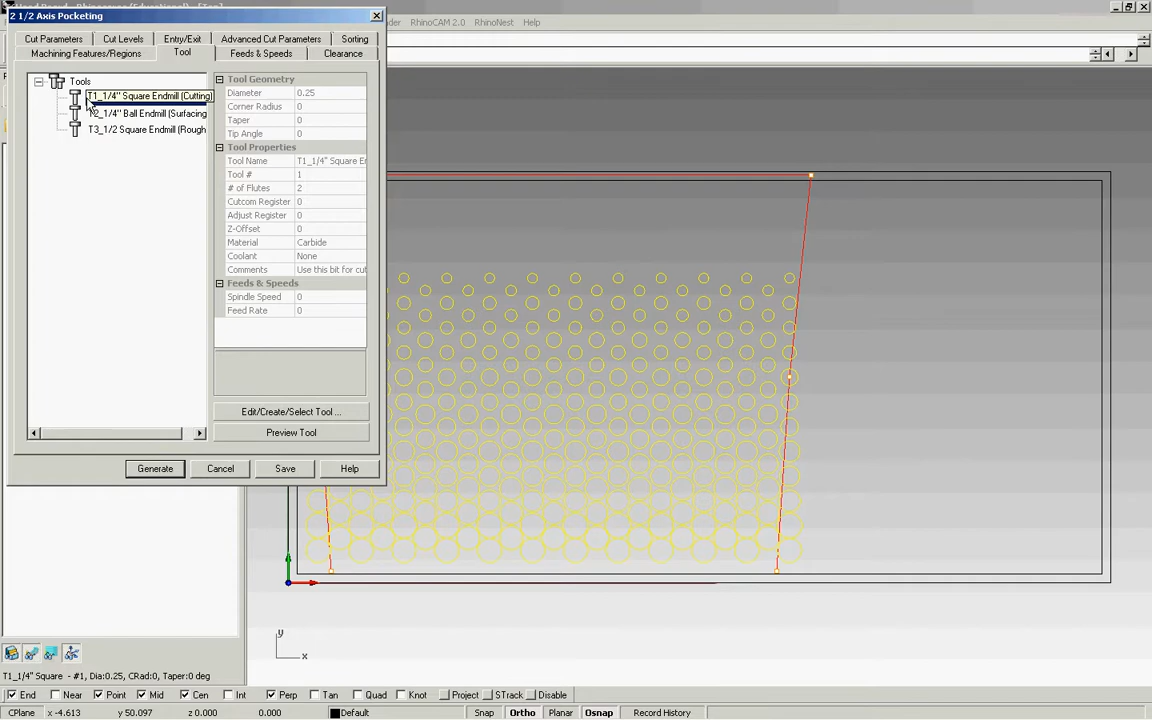 2 1/2 Axis Pocketing
RhinoCAM 2.0 RhinoNest Help
Cut Parameters Cut Levels Entry/Exit Advanced Cut Parameters Sorting
Machining Features/Regions Tool Feeds & Speeds Clearance
Tools
T1_1/4" Square Endmill (Cutting)
T2_1/4" Ball Endmill (Surfacing
T3_1/2 Square Endmill (Rough
Tool Geometry
Diameter 0.25
Corner Radius 0
Taper 0
Tip Angle 0
Tool Properties
Tool Name T1_1/4" Square Er
Tool # 1
# of Flutes 2
Cutcom Register 0
Adjust Register 0
Z-Offset 0
Material Carbide
Coolant None
Comments Use this bit for cut
Feeds & Speeds
Spindle Speed 0
Feed Rate 0
Edit/Create/Select Tool ...
Preview Tool
Generate Cancel Save Help
y
x
T1_1/4" Square - #1, Dia:0.25, CRad:0, Taper:0 deg
End Near Point Mid Cen Int Perp Tan Quad Knot Project STrack Disable
CPlane x -4.613 y 50.097 z 0.000 0.000 Default Snap Ortho Planar Osnap Record History